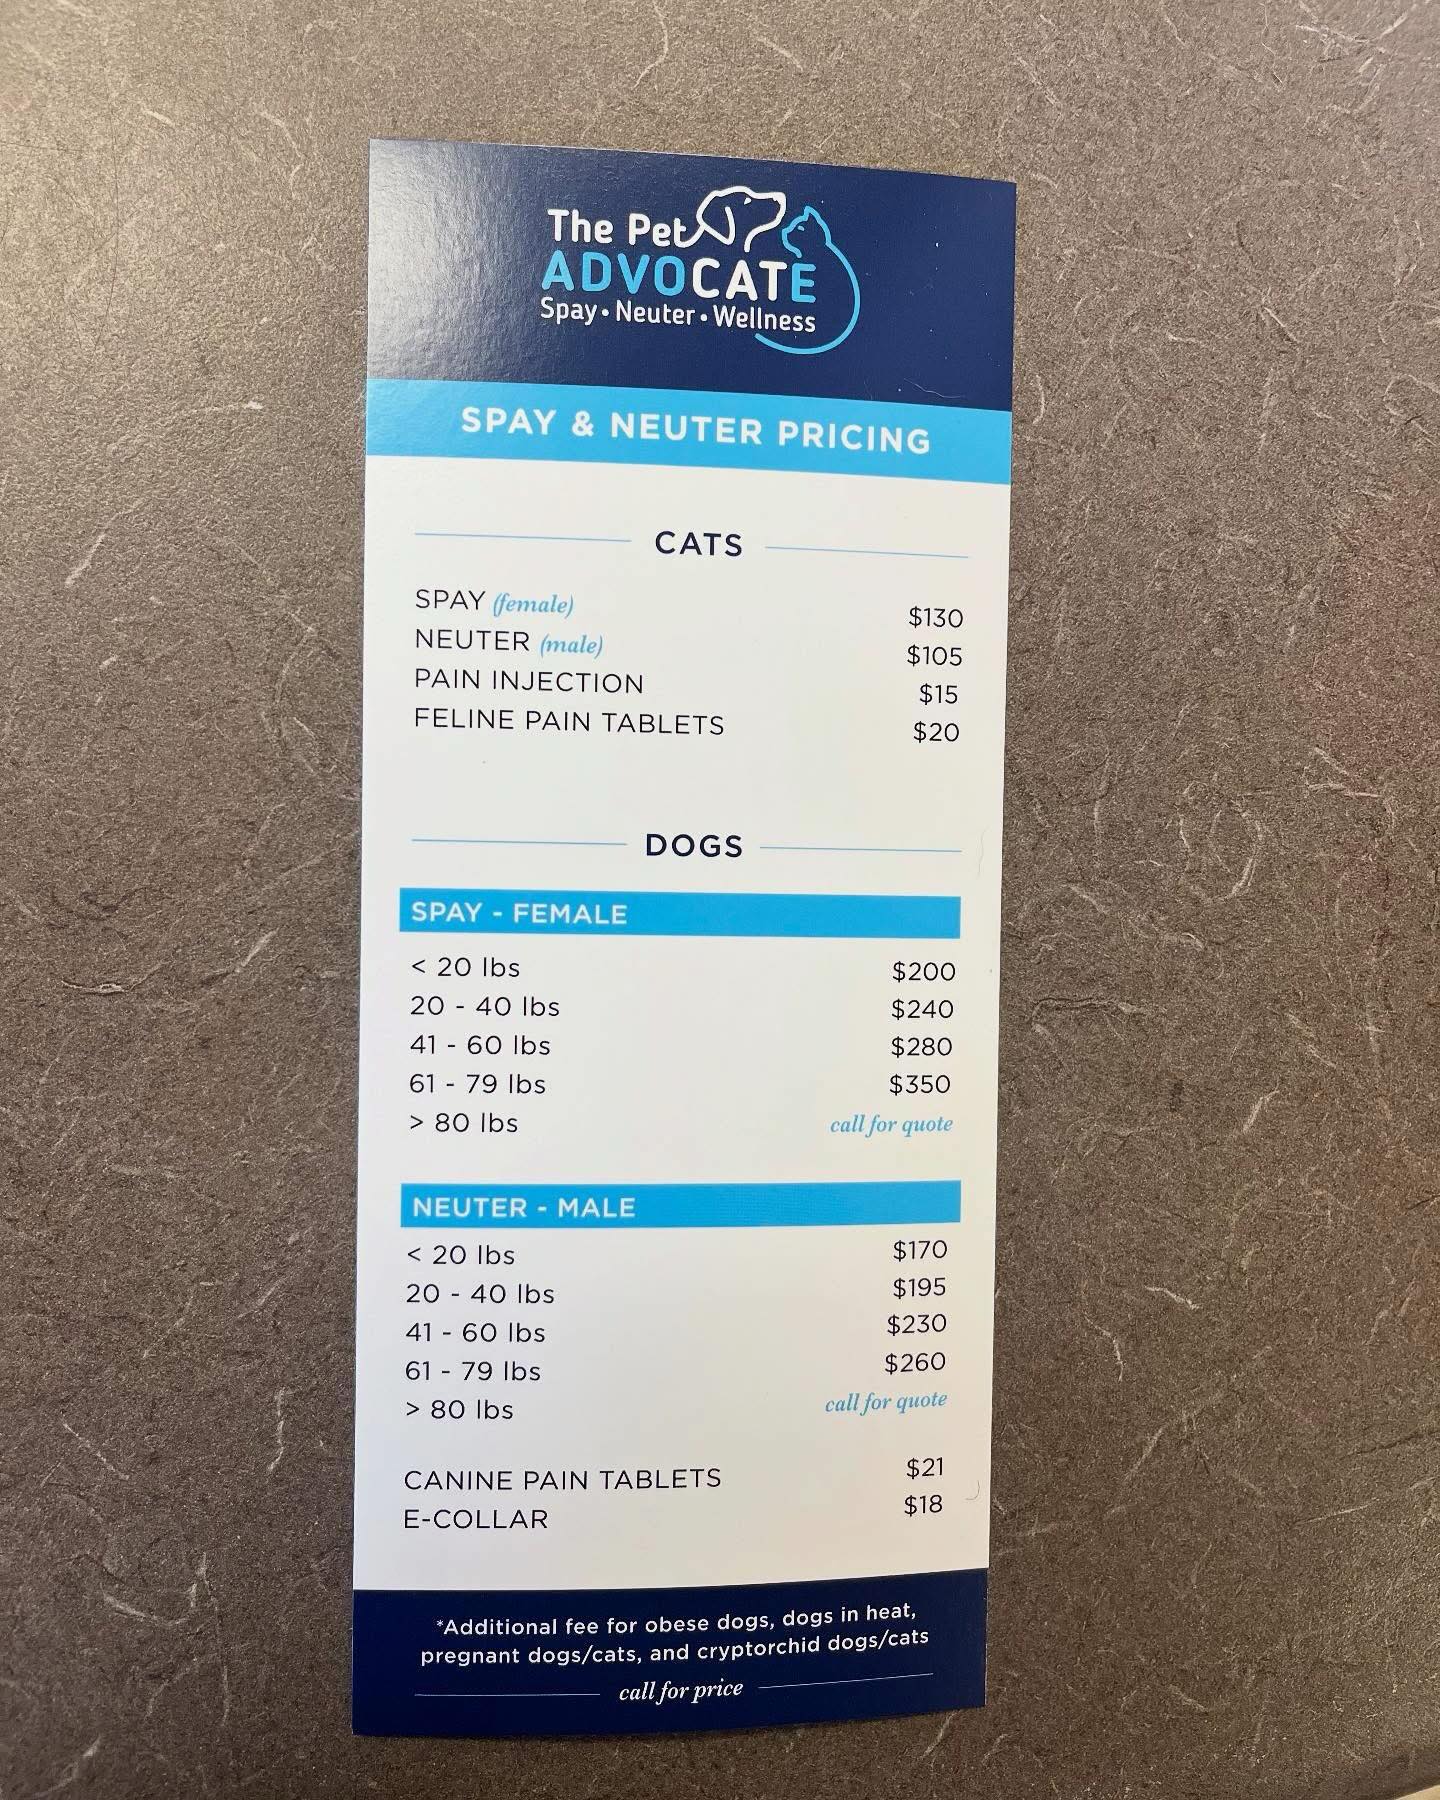 The Pet
ADVOCATE
Spay • Neuter • Wellness
SPAY & NEUTER PRICING
CATS
SPAY (female) $130
NEUTER (male) $105
PAIN INJECTION $15
FELINE PAIN TABLETS $20
DOGS
SPAY - FEMALE
< 20 lbs $200
20 - 40 lbs $240
41 - 60 lbs $280
61 - 79 lbs $350
> 80 lbs call for quote
NEUTER - MALE
< 20 lbs $170
20 - 40 lbs $195
41 - 60 lbs $230
61 - 79 lbs $260
> 80 lbs call for quote
CANINE PAIN TABLETS $21
E-COLLAR $18
*Additional fee for obese dogs, dogs in heat,
pregnant dogs/cats, and cryptorchid dogs/cats
call for price